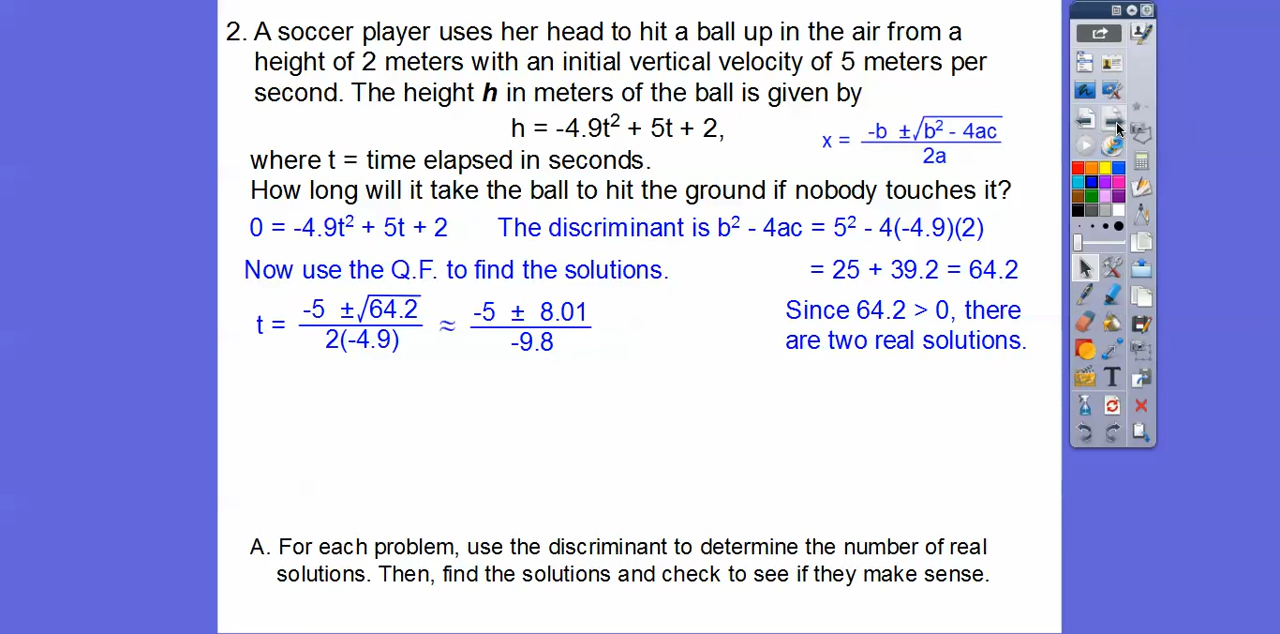 2. A soccer player uses her head to hit a ball up in the air from a
height of 2 meters with an initial vertical velocity of 5 meters per
second. The height h in meters of the ball is given by
h = -4.9t² + 5t + 2,
x = (-b ±√(b² - 4ac))/2a
where t = time elapsed in seconds.
How long will it take the ball to hit the ground if nobody touches it?
0 = -4.9t² + 5t + 2 The discriminant is b² - 4ac = 5² - 4(-4.9)(2)
Now use the Q.F. to find the solutions. = 25 + 39.2 = 64.2
t = (-5 ±√64.2)/(2(-4.9)) ≈ (-5 ± 8.01)/-9.8
Since 64.2 > 0, there
are two real solutions.
A. For each problem, use the discriminant to determine the number of real
solutions. Then, find the solutions and check to see if they make sense.